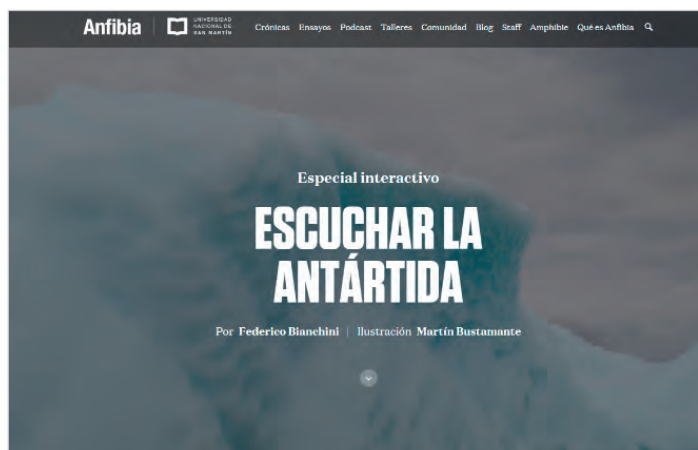 Anfibia
UNIVERSIDAD
NACIONAL DE
SAN MARTÍN
Crónicas Ensayos Podcast Talleres Comunidad Blog Staff Amphibie Qué es Anfibia
Especial interactivo
ESCUCHAR LA
ANTÁRTIDA
Por Federico Bianchini | Ilustración Martín Bustamante